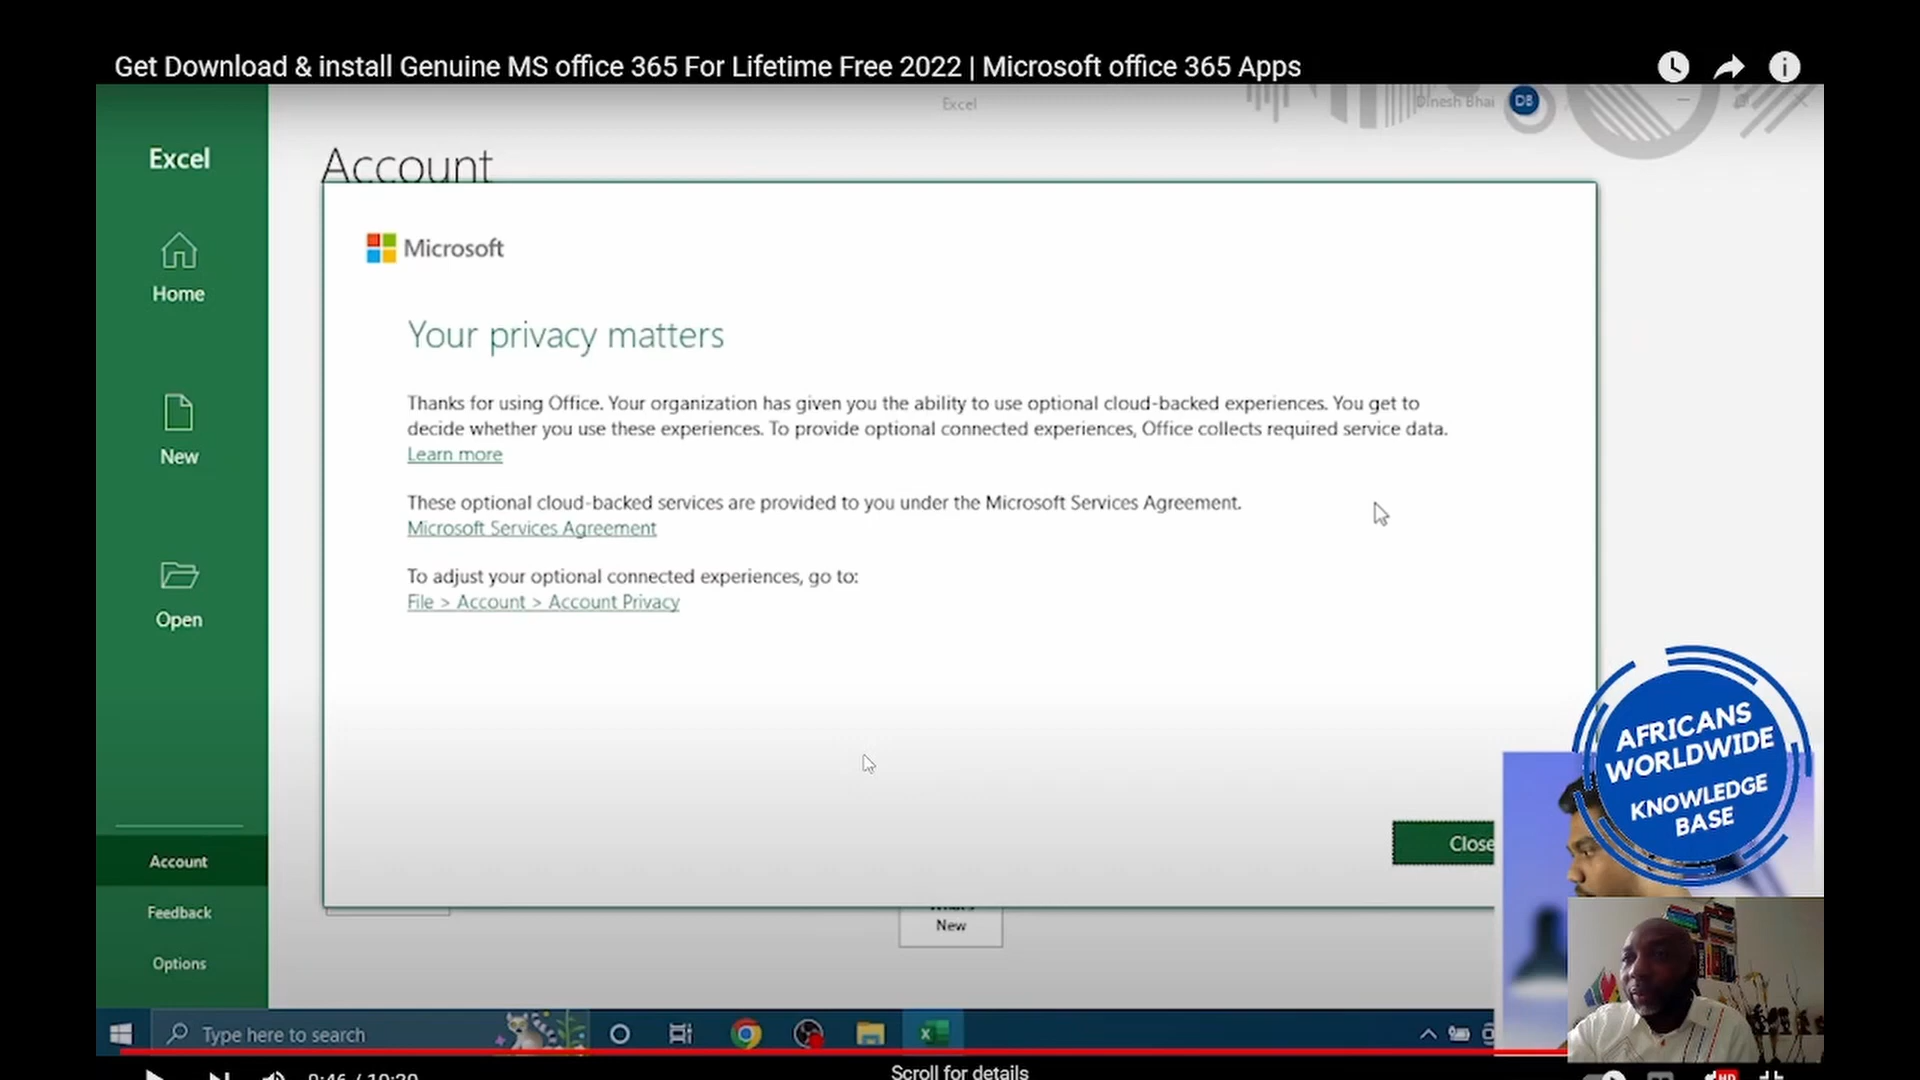 Get Download & install Genuine MS office 365 For Lifetime Free 2022 | Microsoft office 365 Apps
Excel
Dinesh Bhai
DB
Excel
Account
Home
New
Open
Account
Feedback
Options
Microsoft
Your privacy matters
Thanks for using Office. Your organization has given you the ability to use optional cloud-backed experiences. You get to
decide whether you use these experiences. To provide optional connected experiences, Office collects required service data.
Learn more
These optional cloud-backed services are provided to you under the Microsoft Services Agreement.
Microsoft Services Agreement
To adjust your optional connected experiences, go to:
File > Account > Account Privacy
Close
New
AFRICANS
WORLDWIDE
KNOWLEDGE
BASE
Type here to search
Scroll for details
HD